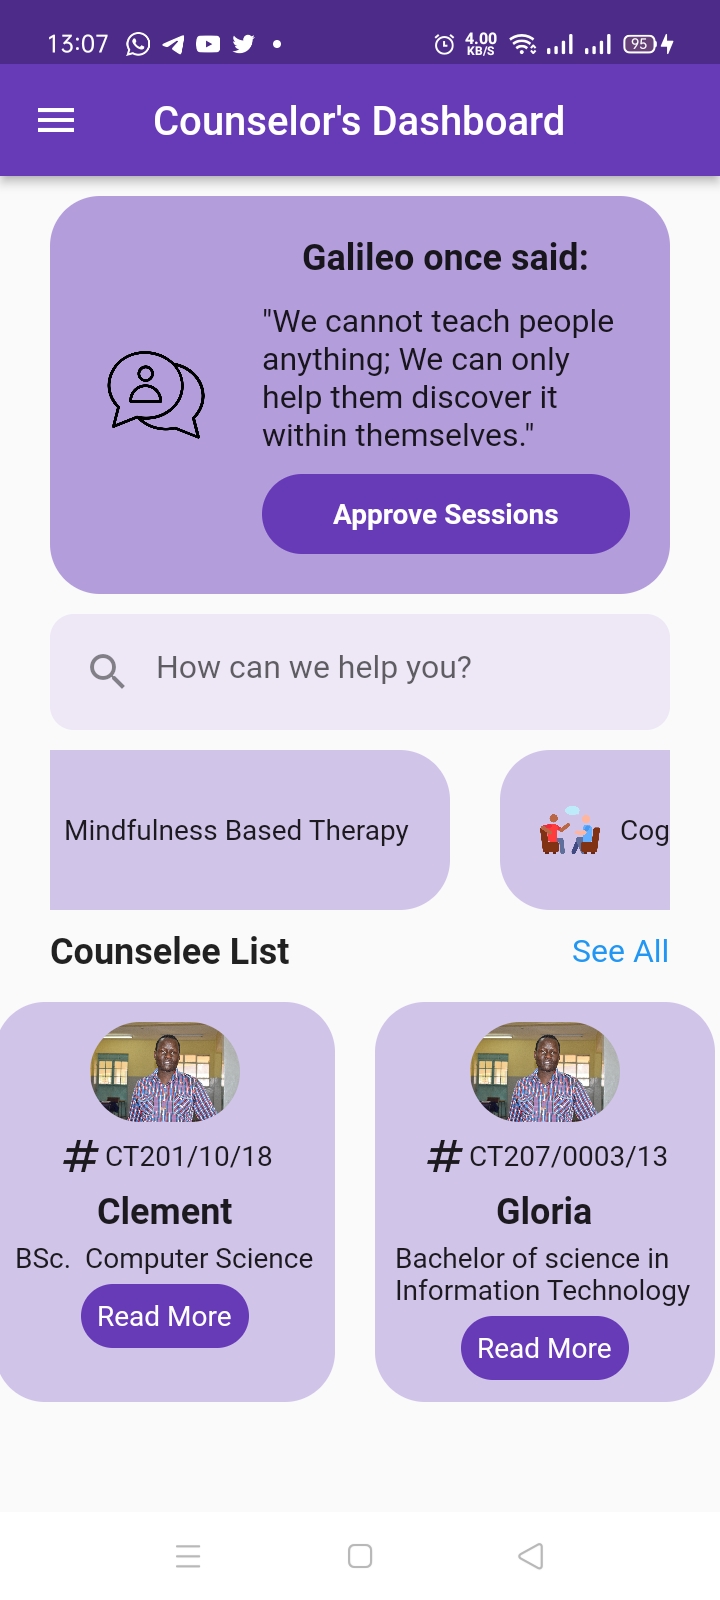 13:07 4.00 KB/S 95
Counselor's Dashboard
Galileo once said:
"We cannot teach people
anything; We can only
help them discover it
within themselves."
Approve Sessions
How can we help you?
Mindfulness Based Therapy
Cog
Counselee List
See All
# CT201/10/18
Clement
BSc.  Computer Science
Read More
# CT207/0003/13
Gloria
Bachelor of science in
Information Technology
Read More